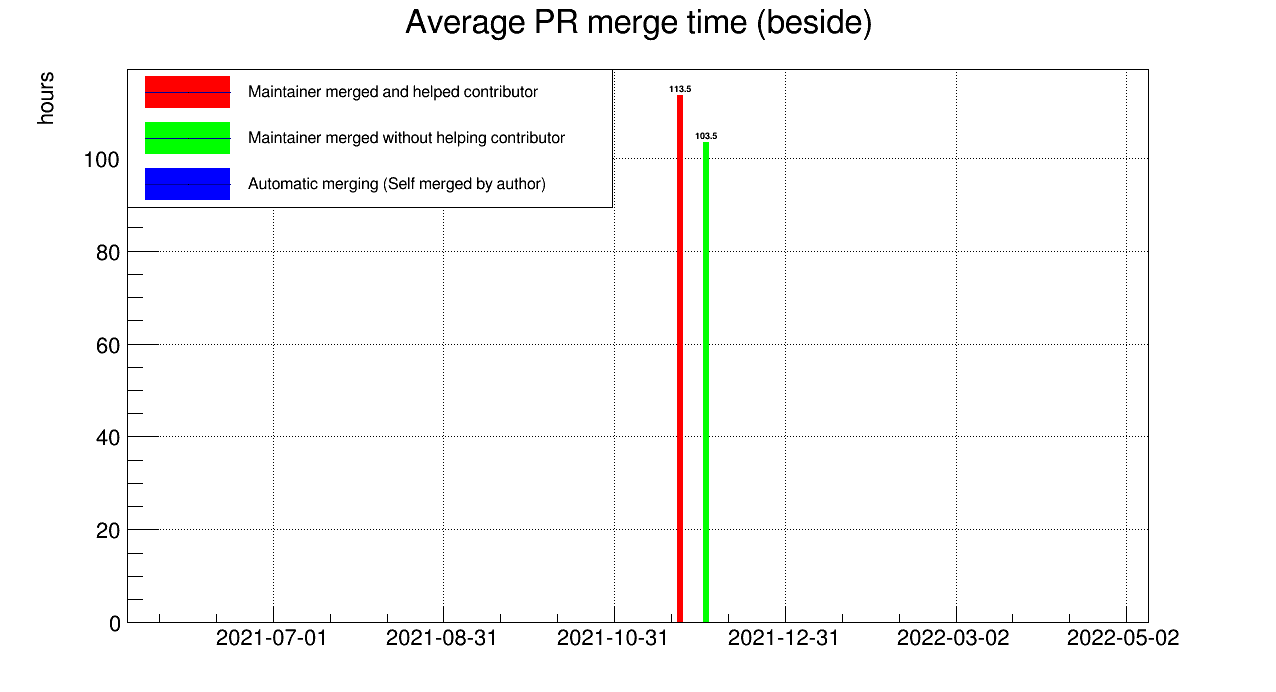 Average PR merge time (beside)
hours
Maintainer merged and helped contributor
Maintainer merged without helping contributor
Automatic merging (Self merged by author)
113.5
103.5
100
80
60
40
20
0
2021-07-01 2021-08-31 2021-10-31 2021-12-31 2022-03-02 2022-05-02